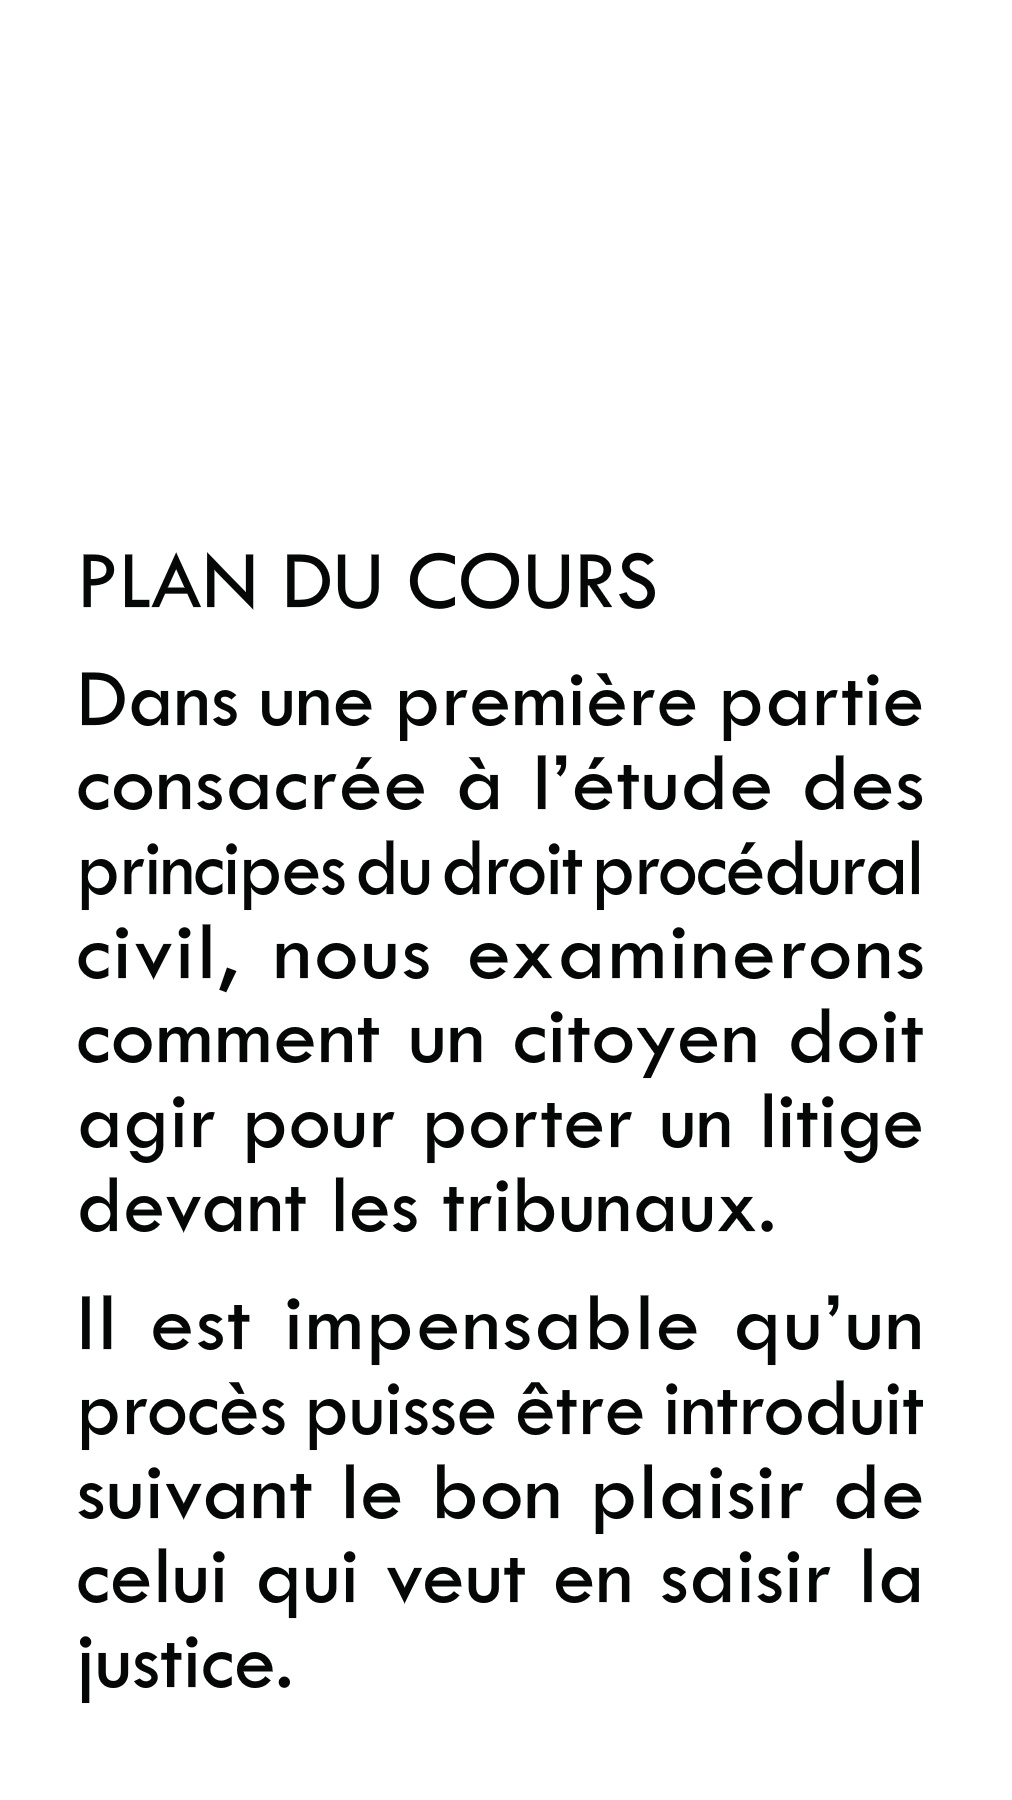 PLAN DU COURS
Dans une première partie
consacrée à l’étude des
principes du droit procédural
civil, nous examinerons
comment un citoyen doit
agir pour porter un litige
devant les tribunaux.
Il est impensable qu’un
procès puisse être introduit
suivant le bon plaisir de
celui qui veut en saisir la
justice.